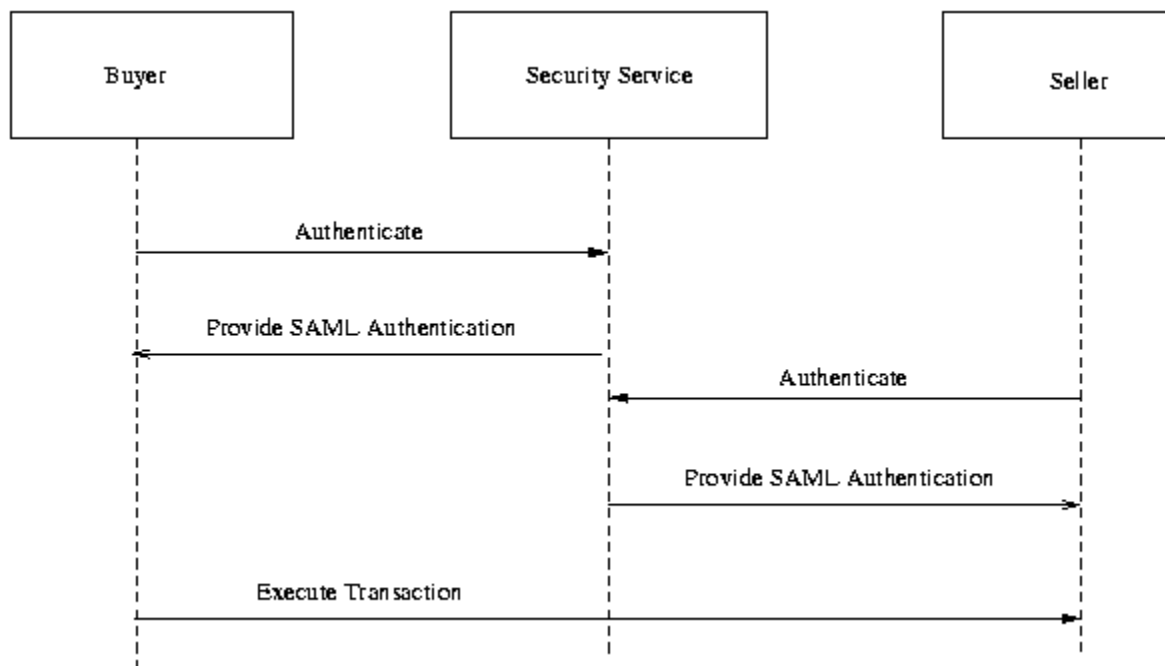 Buyer
Security Service
Seller
Authenticate
Provide SAML Authentication
Authenticate
Provide SAML Authentication
Execute Transaction